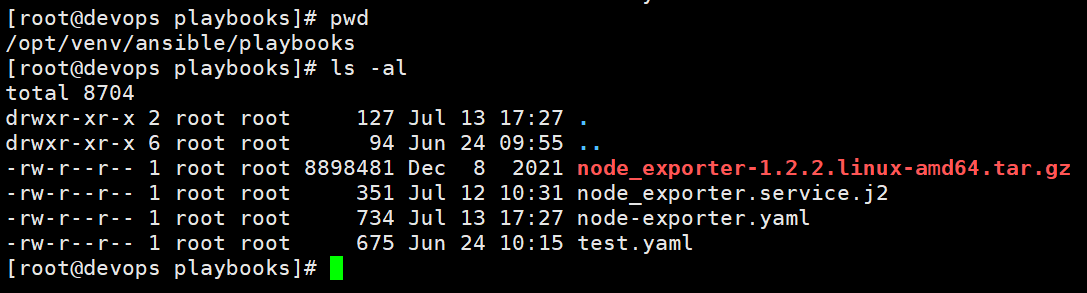 [root@devops playbooks]# pwd
/opt/venv/ansible/playbooks
[root@devops playbooks]# ls -al
total 8704
drwxr-xr-x 2 root root     127 Jul 13 17:27 .
drwxr-xr-x 6 root root      94 Jun 24 09:55 ..
-rw-r--r-- 1 root root 8898481 Dec  8  2021 node_exporter-1.2.2.linux-amd64.tar.gz
-rw-r--r-- 1 root root     351 Jul 12 10:31 node_exporter.service.j2
-rw-r--r-- 1 root root     734 Jul 13 17:27 node-exporter.yaml
-rw-r--r-- 1 root root     675 Jun 24 10:15 test.yaml
[root@devops playbooks]#